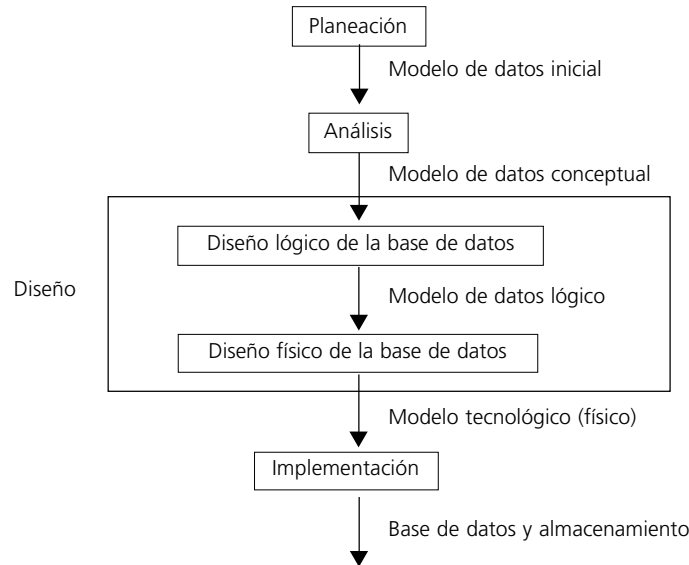 Planeación
Modelo de datos inicial
Análisis
Modelo de datos conceptual
Diseño lógico de la base de datos
Diseño
Modelo de datos lógico
Diseño físico de la base de datos
Modelo tecnológico (físico)
Implementación
Base de datos y almacenamiento